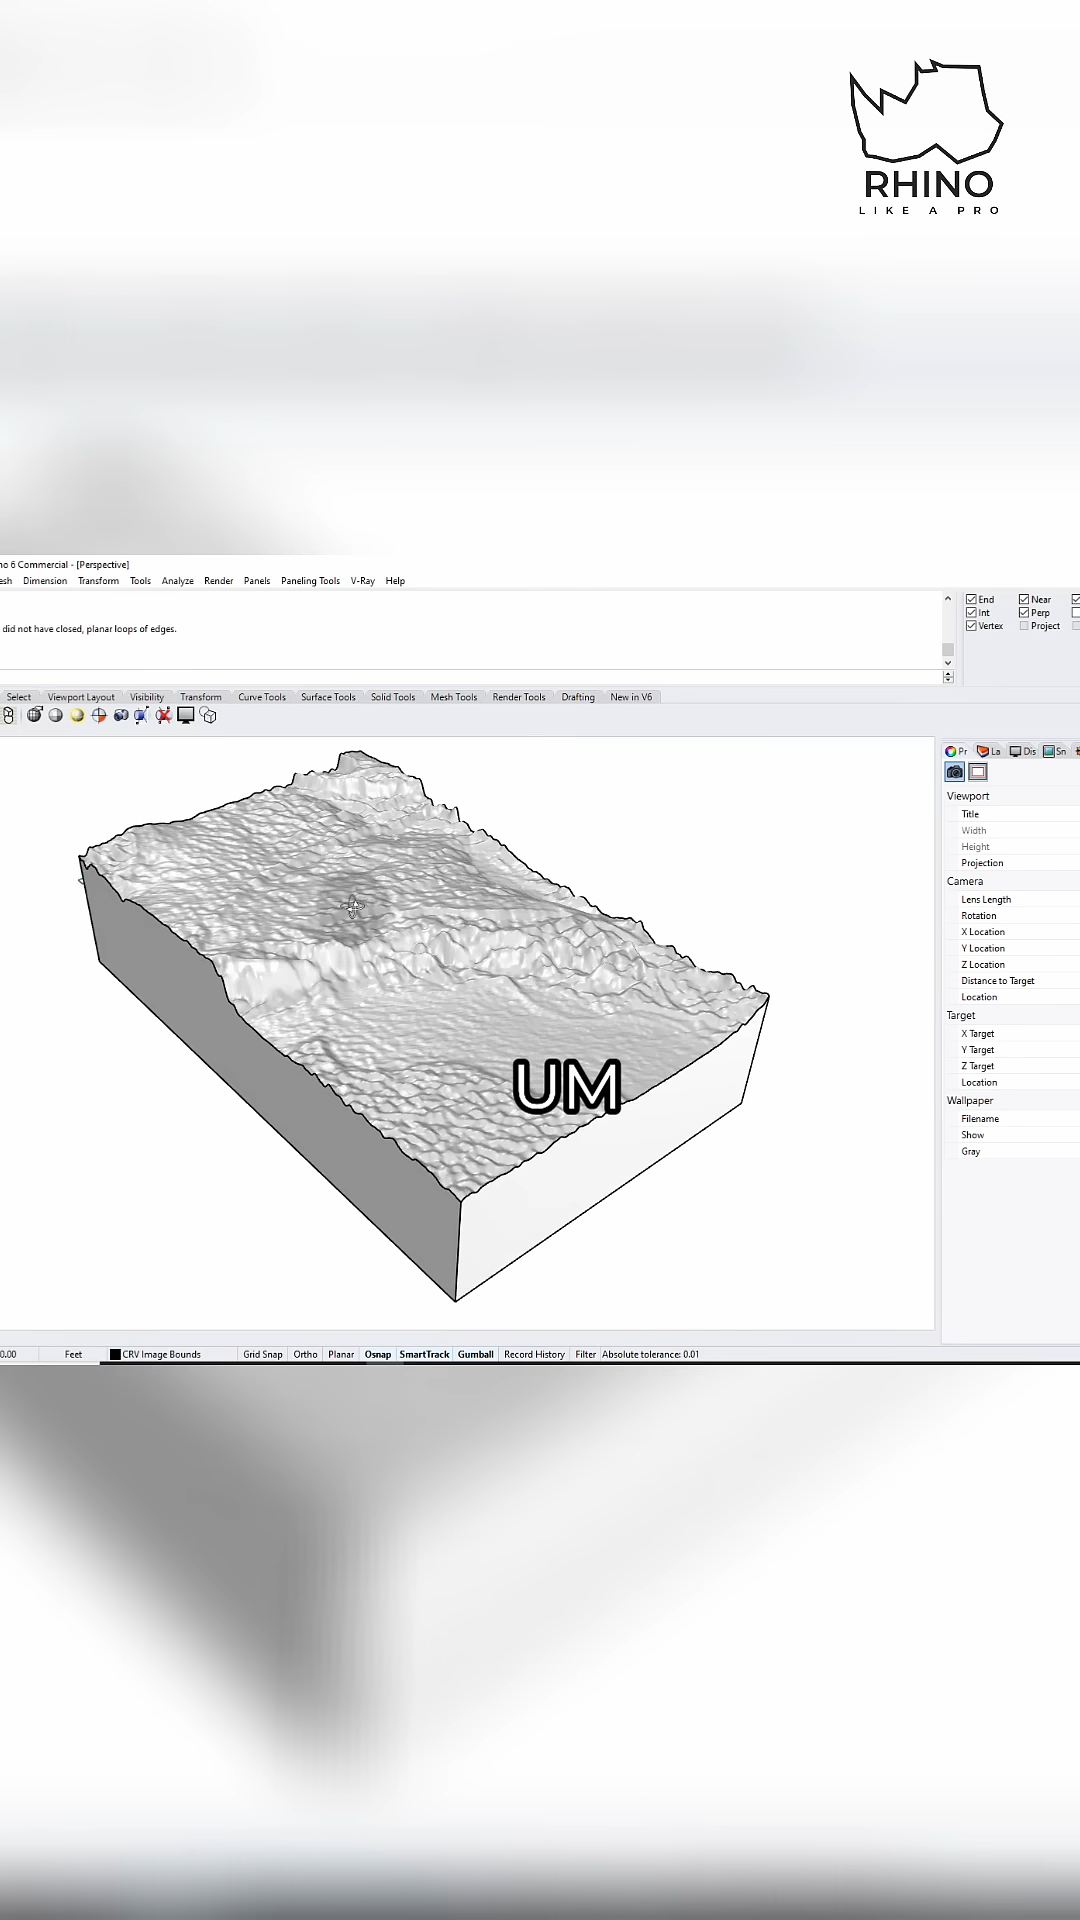 RHINO
LIKE A PRO
no 6 Commercial - [Perspective]
esh Dimension Transform Tools Analyze Render Panels Paneling Tools V-Ray Help
did not have closed, planar loops of edges.
End Near
Int Perp
Vertex Project
Select Viewport Layout Visibility Transform Curve Tools Surface Tools Solid Tools Mesh Tools Render Tools Drafting New in V6
Pr La Dis Sn
Viewport
Title
Width
Height
Projection
Camera
Lens Length
Rotation
X Location
Y Location
Z Location
Distance to Target
Location
Target
X Target
Y Target
Z Target
Location
Wallpaper
Filename
Show
Gray
UM
0.00 Feet CRV Image Bounds Grid Snap Ortho Planar Osnap SmartTrack Gumball Record History Filter Absolute tolerance: 0.01